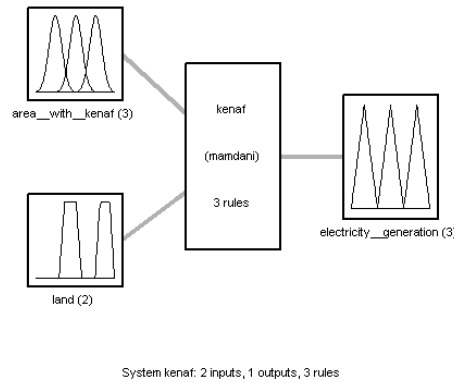 area__with__kenaf (3)
kenaf
(mamdani)
3 rules
land (2)
electricity__generation (3)
System kenaf: 2 inputs, 1 outputs, 3 rules